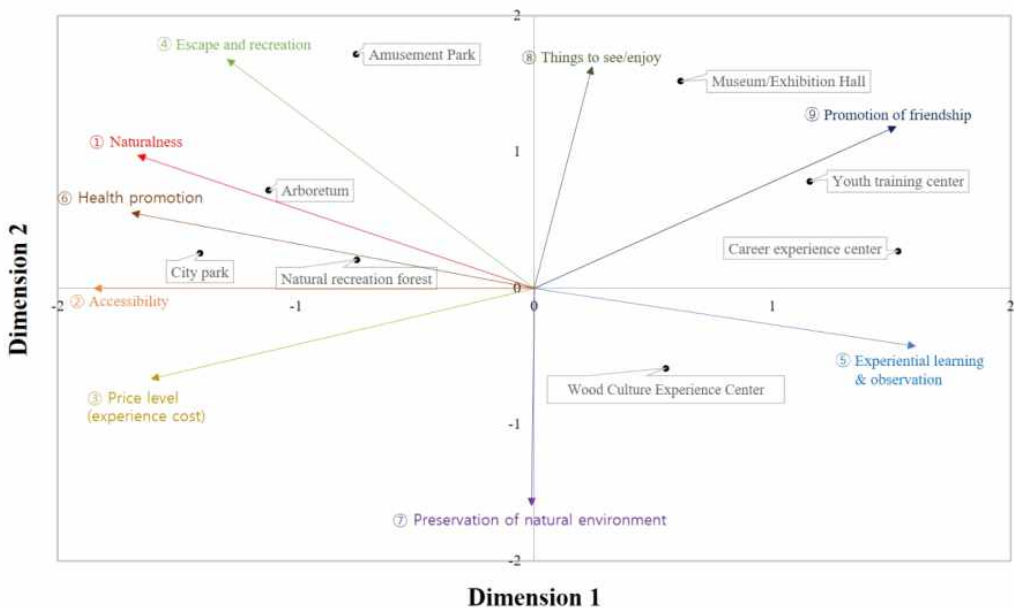 2
④ Escape and recreation
Amusement Park
⑧ Things to see/enjoy
Museum/Exhibition Hall
⑨ Promotion of friendship
① Naturalness
1
⑥ Health promotion
Arboretum
Youth training center
City park
Natural recreation forest
Career experience center
Dimension 2
-2
② Accessibility
-1
0
0
1
2
⑤ Experiential learning
& observation
③ Price level
(experience cost)
Wood Culture Experience Center
-1
⑦ Preservation of natural environment
-2
Dimension 1